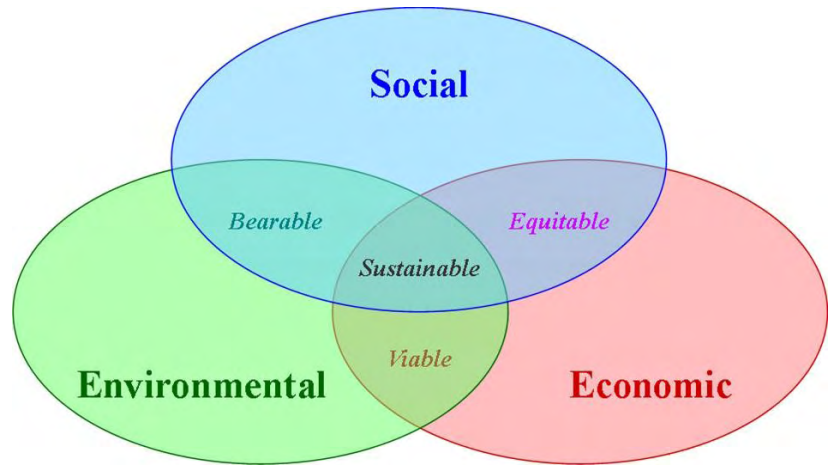 Social
Bearable
Equitable
Sustainable
Viable
Environmental
Economic